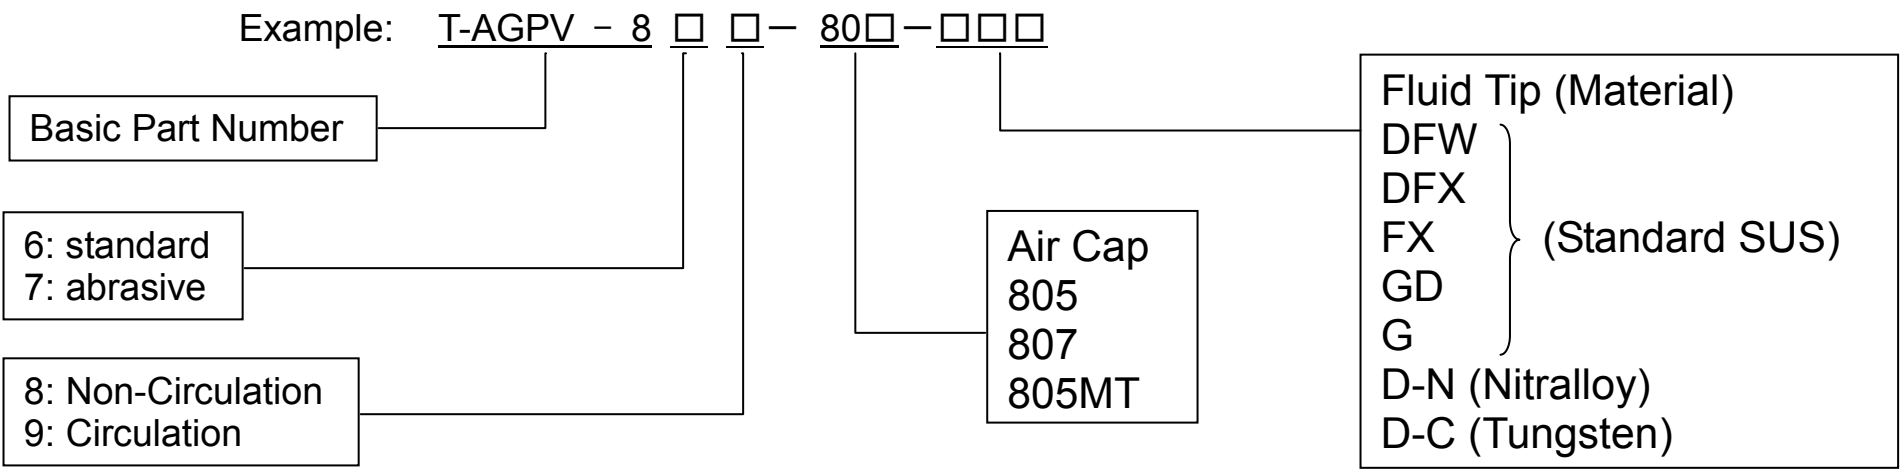 Example: T-AGPV - 8 □ □ - 80□ - □□□
Basic Part Number
6: standard
7: abrasive
8: Non-Circulation
9: Circulation
Air Cap
805
807
805MT
Fluid Tip (Material)
DFW
DFX
FX (Standard SUS)
GD
G
D-N (Nitralloy)
D-C (Tungsten)